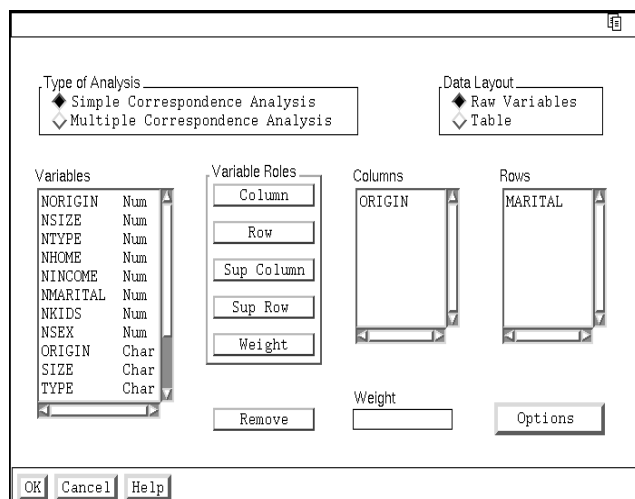 Type of Analysis
Simple Correspondence Analysis
Multiple Correspondence Analysis
Data Layout
Raw Variables
Table
Variables
NORIGIN Num
NSIZE Num
NTYPE Num
NHOME Num
NINCOME Num
NMARITAL Num
NKIDS Num
NSEX Num
ORIGIN Char
SIZE Char
TYPE Char
Variable Roles
Column
Row
Sup Column
Sup Row
Weight
Remove
Columns
ORIGIN
Rows
MARITAL
Weight
Options
OK Cancel Help